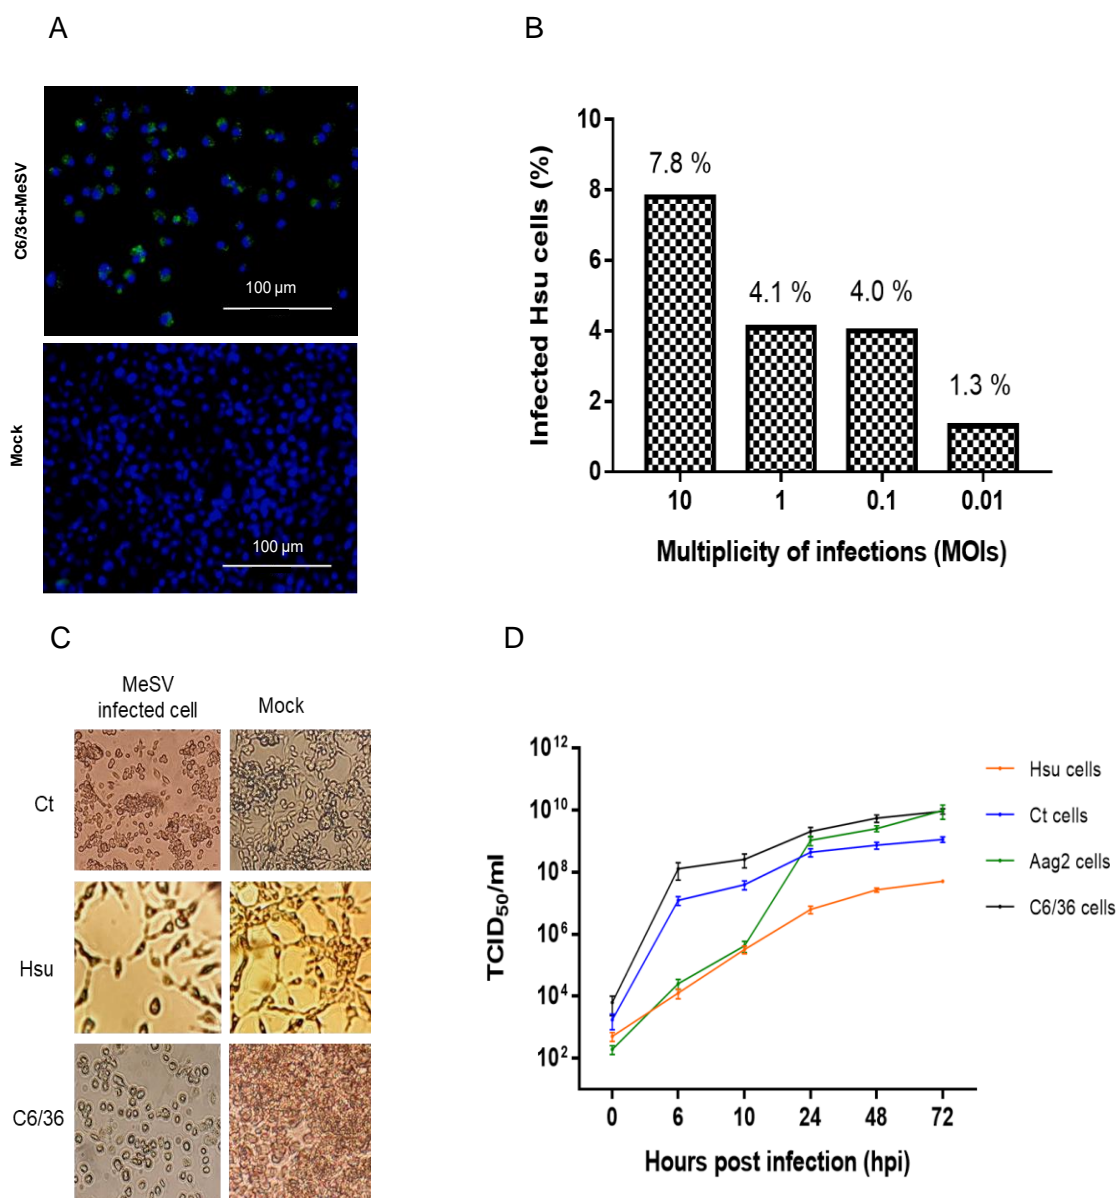 A
C6/36+MeSV
100 µm
Mock
100 µm
B
Infected Hsu cells (%)
10
8
6
4
2
0
7.8 %
4.1 %
4.0 %
1.3 %
10 1 0.1 0.01
Multiplicity of infections (MOIs)
C
MeSV
infected cell
Mock
Ct
Hsu
C6/36
D
TCID₅₀/ml
10¹²
10¹⁰
10⁸
10⁶
10⁴
10²
0 6 10 24 48 72
Hours post infection (hpi)
Hsu cells
Ct cells
Aag2 cells
C6/36 cells